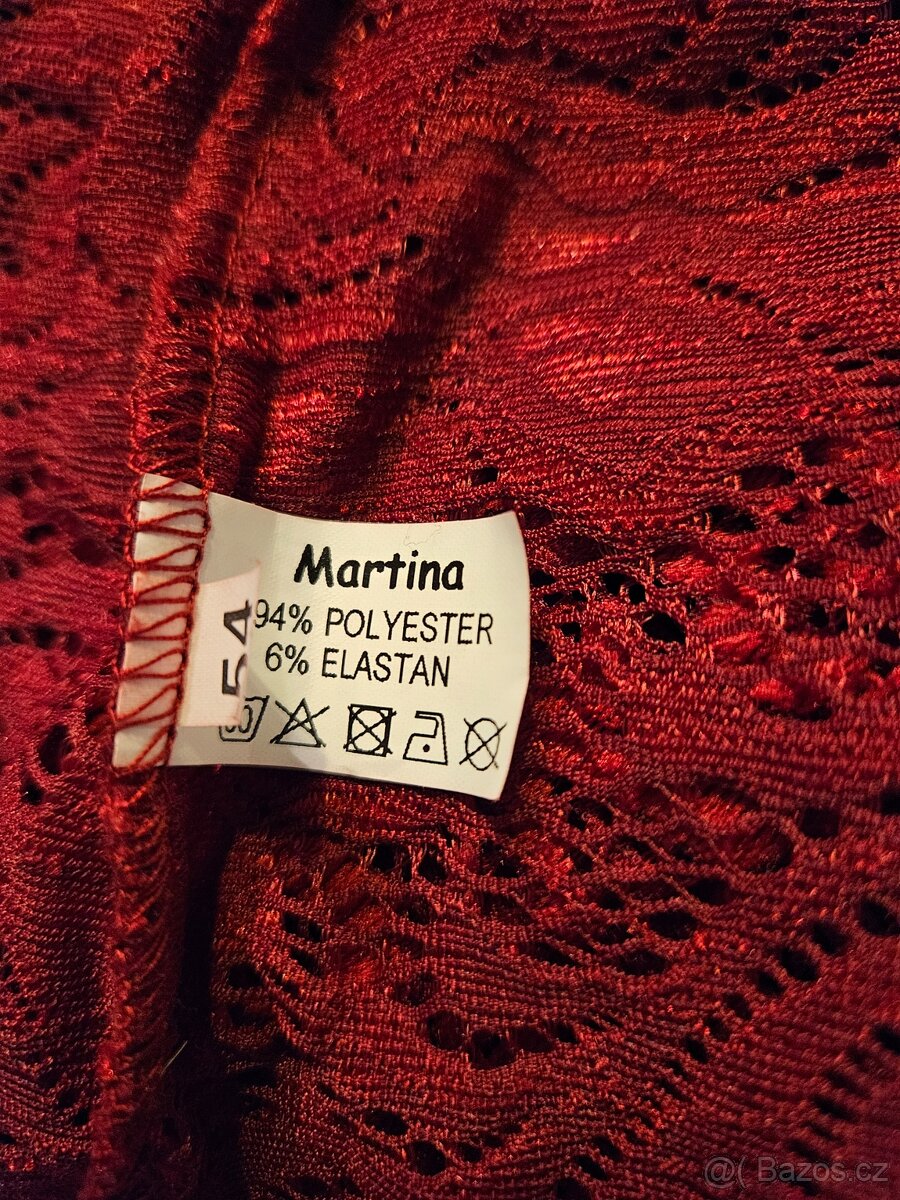 Martina
94% POLYESTER
6% ELASTAN
54
@( Bazos.cz